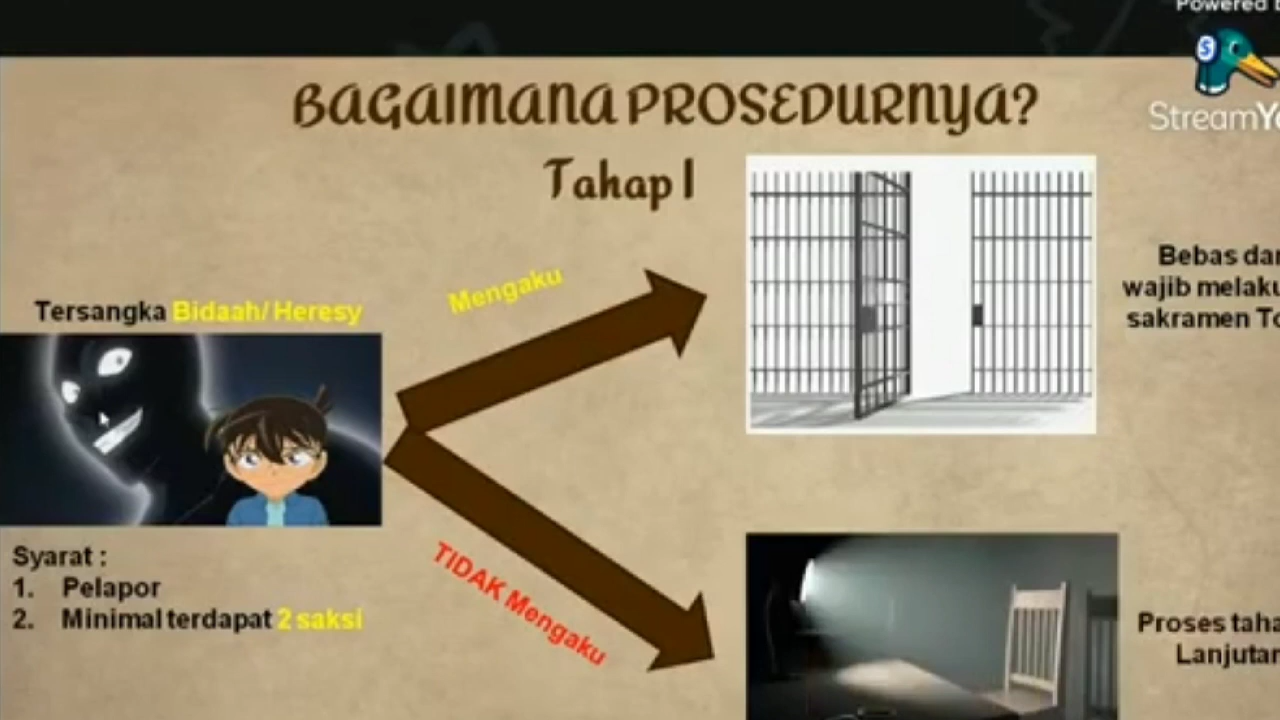 Powered
StreamY
BAGAIMANA PROSEDURNYA?
Tahap I
Mengaku
Tersangka Bidaah/ Heresy
Bebas dar
wajib melaku
sakramen To
Syarat :
1. Pelapor
2. Minimal terdapat 2 saksi
TIDAK Mengaku
Proses taha
Lanjutan